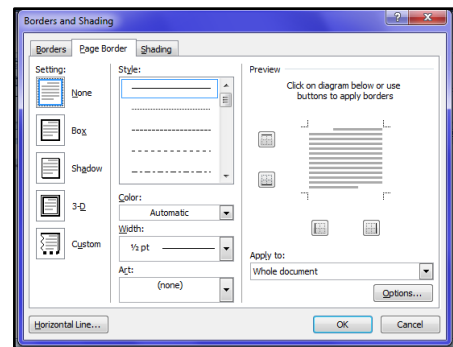 Borders and Shading
Borders
Page Border
Shading
Setting:
None
Box
Shadow
3-D
Custom
Style:
Color:
Automatic
Width:
½ pt
Art:
(none)
Preview
Click on diagram below or use
buttons to apply borders
Apply to:
Whole document
Options...
Horizontal Line...
OK
Cancel